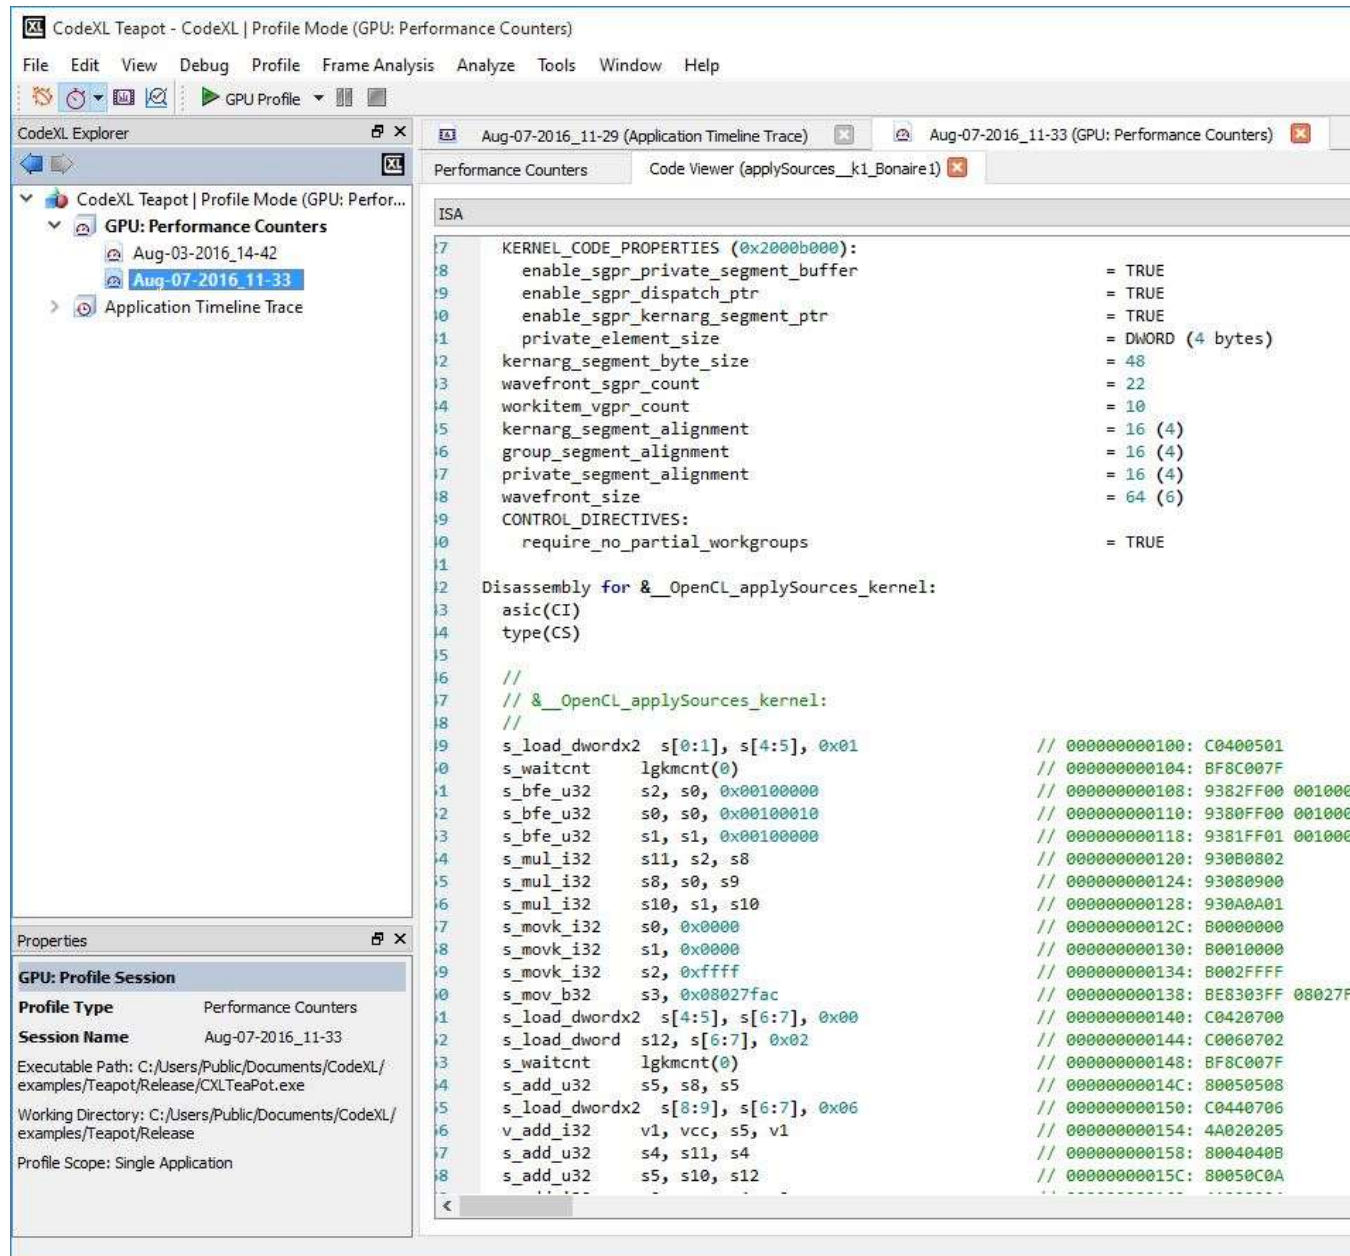 CodeXL Teapot - CodeXL | Profile Mode (GPU: Performance Counters)
File Edit View Debug Profile Frame Analysis Analyze Tools Window Help
GPU Profile
CodeXL Explorer
Aug-07-2016_11-29 (Application Timeline Trace) Aug-07-2016_11-33 (GPU: Performance Counters)
Performance Counters Code Viewer (applySources__k1_Bonaire1)
CodeXL Teapot | Profile Mode (GPU: Perfor...
GPU: Performance Counters
Aug-03-2016_14-42
Aug-07-2016_11-33
Application Timeline Trace
ISA
KERNEL_CODE_PROPERTIES (0x2000b000):
enable_sgpr_private_segment_buffer = TRUE
enable_sgpr_dispatch_ptr = TRUE
enable_sgpr_kernarg_segment_ptr = TRUE
private_element_size = DWORD (4 bytes)
kernarg_segment_byte_size = 48
wavefront_sgpr_count = 22
workitem_vgpr_count = 10
kernarg_segment_alignment = 16 (4)
group_segment_alignment = 16 (4)
private_segment_alignment = 16 (4)
wavefront_size = 64 (6)
CONTROL_DIRECTIVES:
require_no_partial_workgroups = TRUE
Disassembly for &__OpenCL_applySources_kernel:
asic(CI)
type(CS)
//
// &__OpenCL_applySources_kernel:
//
s_load_dwordx2 s[0:1], s[4:5], 0x01 // 000000000100: C0400501
s_waitcnt lgkmcnt(0) // 000000000104: BF8C007F
s_bfe_u32 s2, s0, 0x00100000 // 000000000108: 9382FF00 001000
s_bfe_u32 s0, s0, 0x00100010 // 000000000110: 9380FF00 001000
s_bfe_u32 s1, s1, 0x00100000 // 000000000118: 9381FF01 001000
s_mul_i32 s11, s2, s8 // 000000000120: 930B0802
s_mul_i32 s8, s0, s9 // 000000000124: 93080900
s_mul_i32 s10, s1, s10 // 000000000128: 930A0A01
s_movk_i32 s0, 0x0000 // 00000000012C: B0000000
s_movk_i32 s1, 0x0000 // 000000000130: B0010000
s_movk_i32 s2, 0xffff // 000000000134: B002FFFF
s_mov_b32 s3, 0x08027fac // 000000000138: BE8303FF 08027F
s_load_dwordx2 s[4:5], s[6:7], 0x00 // 000000000140: C0420700
s_load_dword s12, s[6:7], 0x02 // 000000000144: C0060702
s_waitcnt lgkmcnt(0) // 000000000148: BF8C007F
s_add_u32 s5, s8, s5 // 00000000014C: 80050508
s_load_dwordx2 s[8:9], s[6:7], 0x06 // 000000000150: C0440706
v_add_i32 v1, vcc, s5, v1 // 000000000154: 4A020205
s_add_u32 s4, s11, s4 // 000000000158: 8004040B
s_add_u32 s5, s10, s12 // 00000000015C: 80050C0A
Properties
GPU: Profile Session
Profile Type Performance Counters
Session Name Aug-07-2016_11-33
Executable Path: C:/Users/Public/Documents/CodeXL/
examples/Teapot/Release/CXLTeaPot.exe
Working Directory: C:/Users/Public/Documents/CodeXL/
examples/Teapot/Release
Profile Scope: Single Application